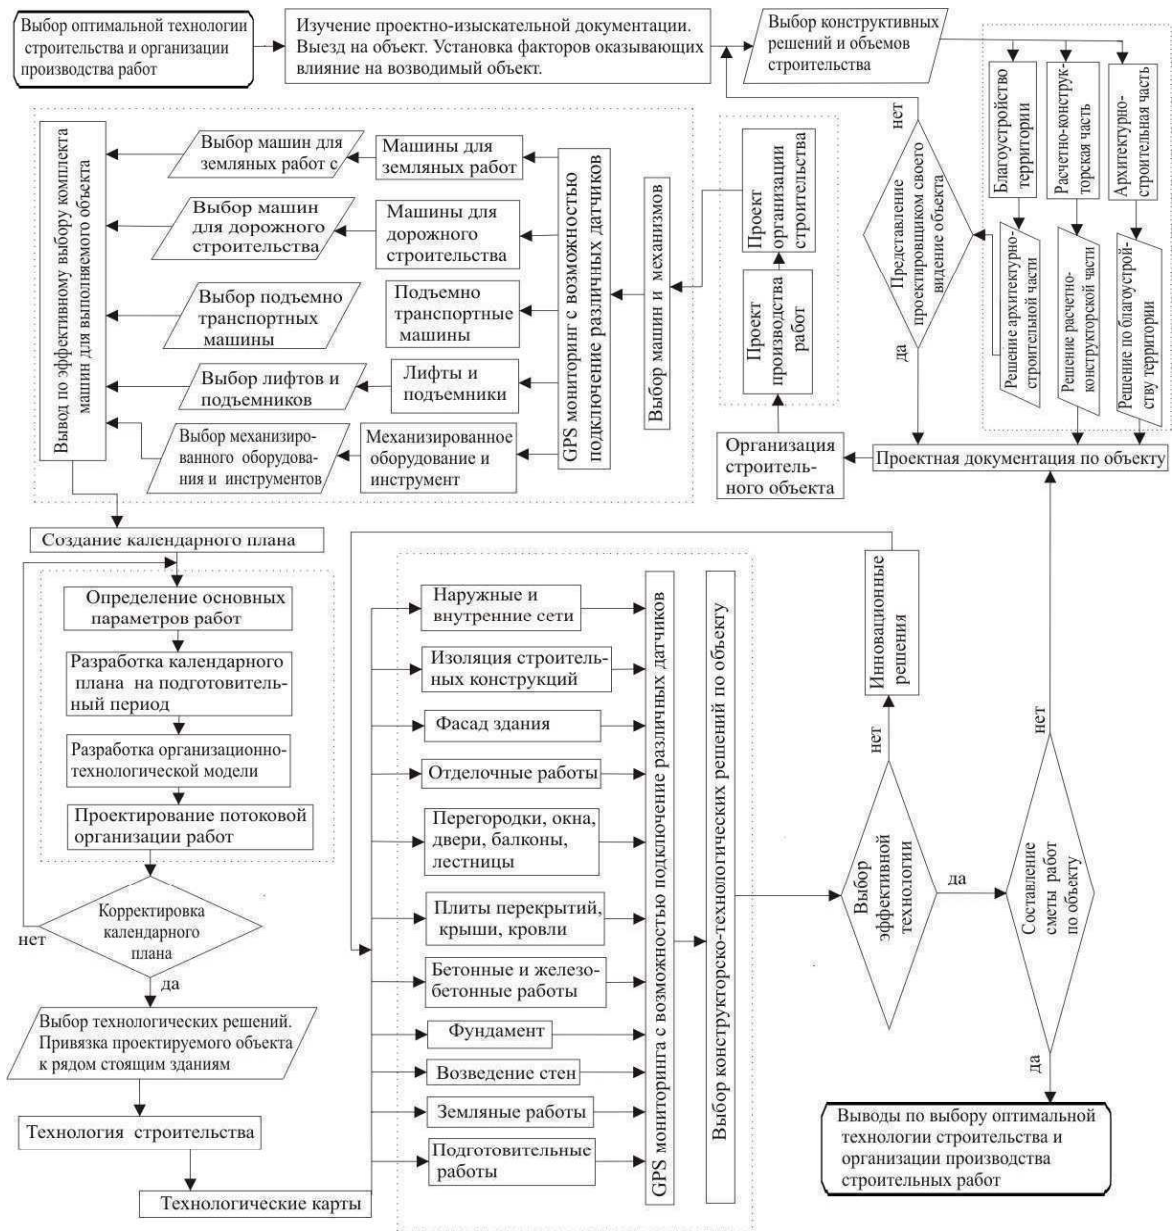 Выбор оптимальной технологии
строительства и организации
производства работ
Изучение проектно-изыскательной документации.
Выезд на объект. Установка факторов оказывающих
влияние на возводимый объект.
Выбор конструктивных
решений и объемов
строительства
Благоустройство
территории
Расчетно-конструк-
торская часть
Архитектурно-
строительная часть
Решение архитектурно-
строительной части
Решение расчетно-
конструкторской части
Решение по благоустрой-
ству территории
нет
Представление
проектировщиком своего
видение объекта
да
Проектная документация по объекту
Организация
строитель-
ного объекта
Проект
производства
работ
Проект
организации
строительства
Выбор машин и механизмов
GPS мониторинг с возможностью
подключение различных датчиков
Машины для
земляных работ
Машины для
дорожного
строительства
Подъемно
транспортные
машины
Лифты и
подъемники
Механизированное
оборудование и
инструмент
Выбор машин для
земляных работ с
Выбор машин
для дорожного
строительства
Выбор подъемно
транспортных
машины
Выбор лифтов и
подъемников
Выбор механизиро-
ванного оборудова-
ния и инструментов
Вывод по эффективному выбору комплекта
машин для выполняемого объекта
Создание календарного плана
Определение основных
параметров работ
Разработка календарного
плана на подготовитель-
ный период
Разработка организационно-
технологической модели
Проектирование потоковой
организации работ
Корректировка
календарного
плана
нет
да
Выбор технологических решений.
Привязка проектируемого объекта
к рядом стоящим зданиям
Технология строительства
Технологические карты
Наружные и
внутренние сети
Изоляция строитель-
ных конструкций
Фасад здания
Отделочные работы
Перегородки, окна,
двери, балконы,
лестницы
Плиты перекрытий,
крыши, кровли
Бетонные и железо-
бетонные работы
Фундамент
Возведение стен
Земляные работы
Подготовительные
работы
GPS мониторинга с возможностью подключение различных датчиков
Выбор конструкторско-технологических решений по объекту
Инновационные
решения
нет
Выбор
эффективной
технологии
да
нет
Составление
сметы работ
по объекту
да
Выводы по выбору оптимальной
технологии строительства и
организации производства
строительных работ